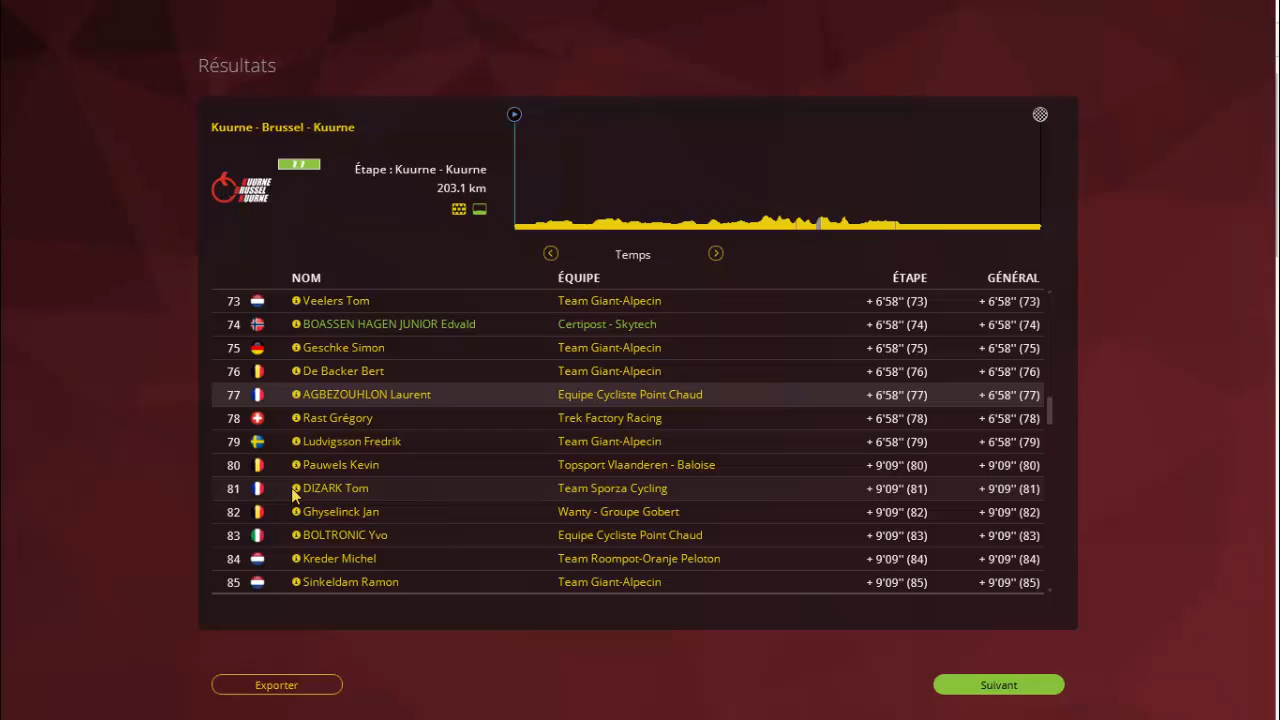 Résultats
Kuurne - Brussel - Kuurne
1.1
Étape : Kuurne - Kuurne
203.1 km
KUURNE
BRUSSEL
KUURNE
Temps
NOM ÉQUIPE ÉTAPE GÉNÉRAL
73 Veelers Tom Team Giant-Alpecin + 6'58'' (73) + 6'58'' (73)
74 BOASSEN HAGEN JUNIOR Edvald Certipost - Skytech + 6'58'' (74) + 6'58'' (74)
75 Geschke Simon Team Giant-Alpecin + 6'58'' (75) + 6'58'' (75)
76 De Backer Bert Team Giant-Alpecin + 6'58'' (76) + 6'58'' (76)
77 AGBEZOUHLON Laurent Equipe Cycliste Point Chaud + 6'58'' (77) + 6'58'' (77)
78 Rast Grégory Trek Factory Racing + 6'58'' (78) + 6'58'' (78)
79 Ludvigsson Fredrik Team Giant-Alpecin + 6'58'' (79) + 6'58'' (79)
80 Pauwels Kevin Topsport Vlaanderen - Baloise + 9'09'' (80) + 9'09'' (80)
81 DIZARK Tom Team Sporza Cycling + 9'09'' (81) + 9'09'' (81)
82 Ghyselinck Jan Wanty - Groupe Gobert + 9'09'' (82) + 9'09'' (82)
83 BOLTRONIC Yvo Equipe Cycliste Point Chaud + 9'09'' (83) + 9'09'' (83)
84 Kreder Michel Team Roompot-Oranje Peloton + 9'09'' (84) + 9'09'' (84)
85 Sinkeldam Ramon Team Giant-Alpecin + 9'09'' (85) + 9'09'' (85)
Exporter Suivant